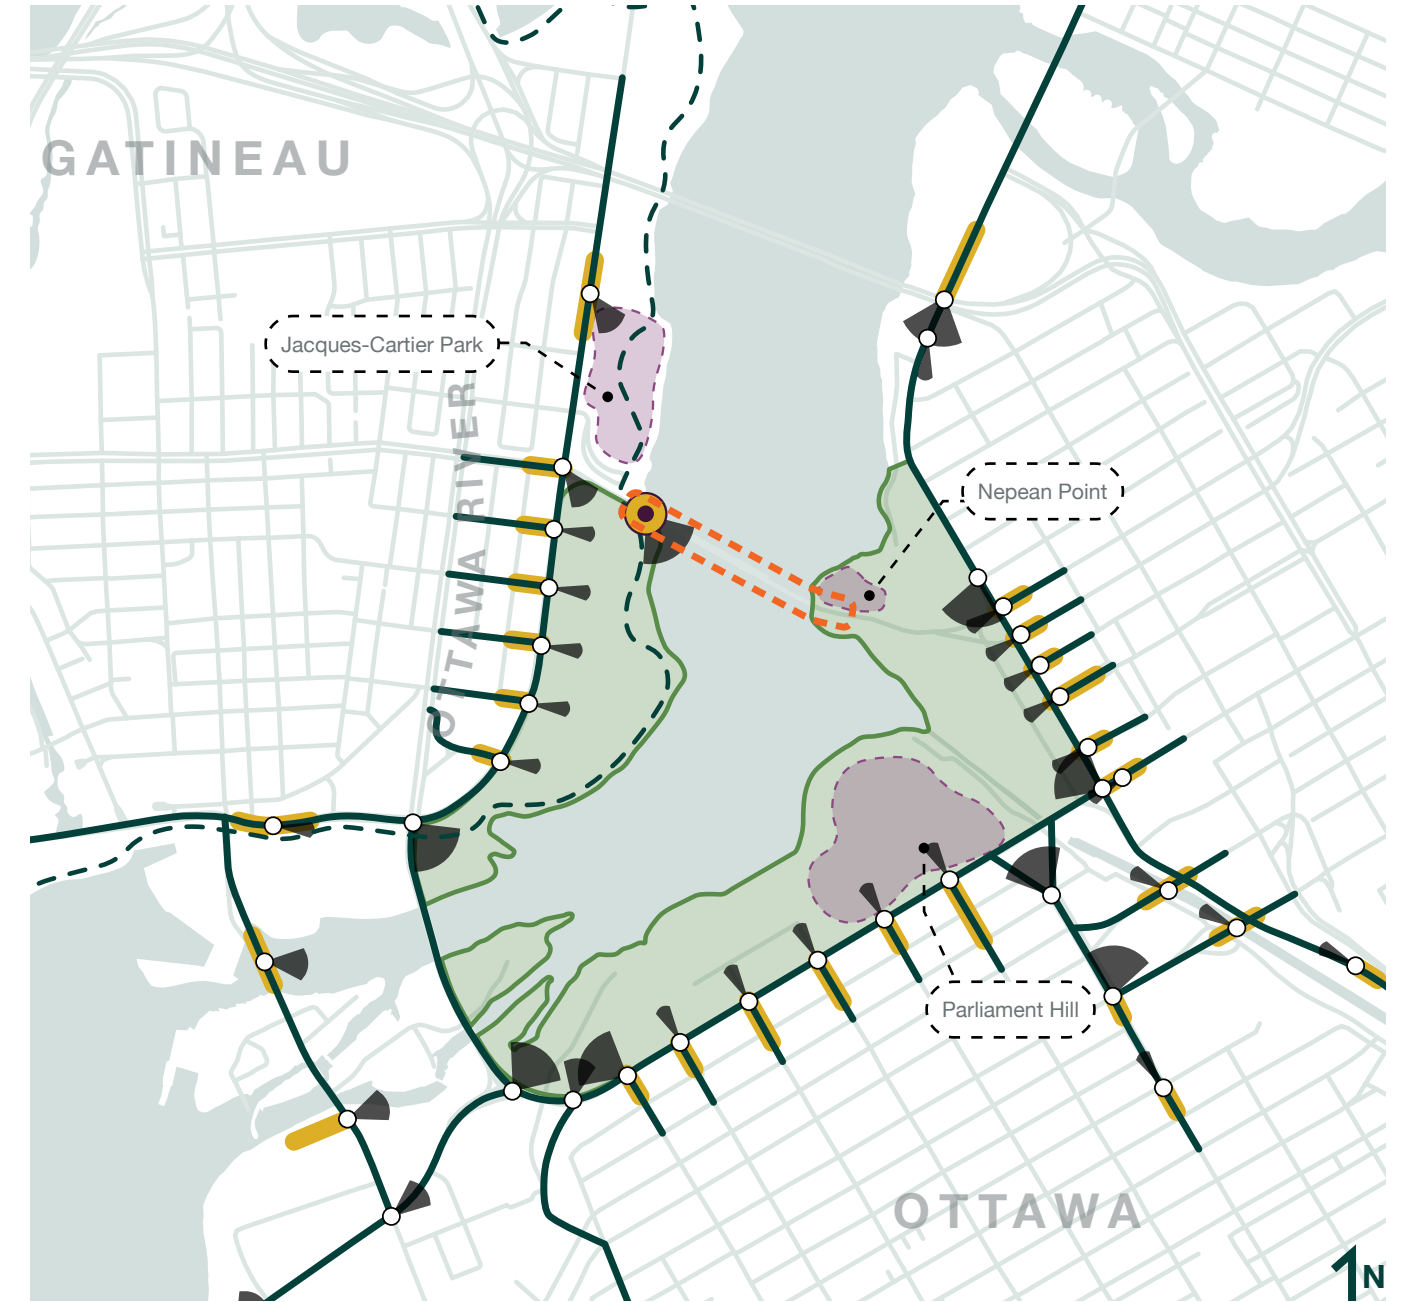 GATINEAU
Jacques-Cartier Park
OTTAWA RIVER
Nepean Point
Parliament Hill
OTTAWA
N